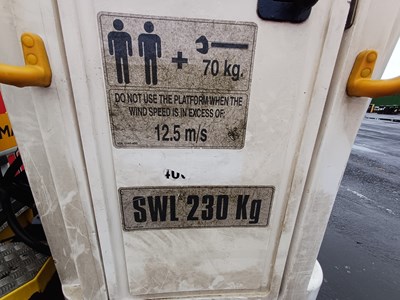 +
70 kg.
DO NOT USE THE PLATFORM WHEN THE
WIND SPEED IS IN EXCESS OF:
12.5 m/s
SWL 230 Kg